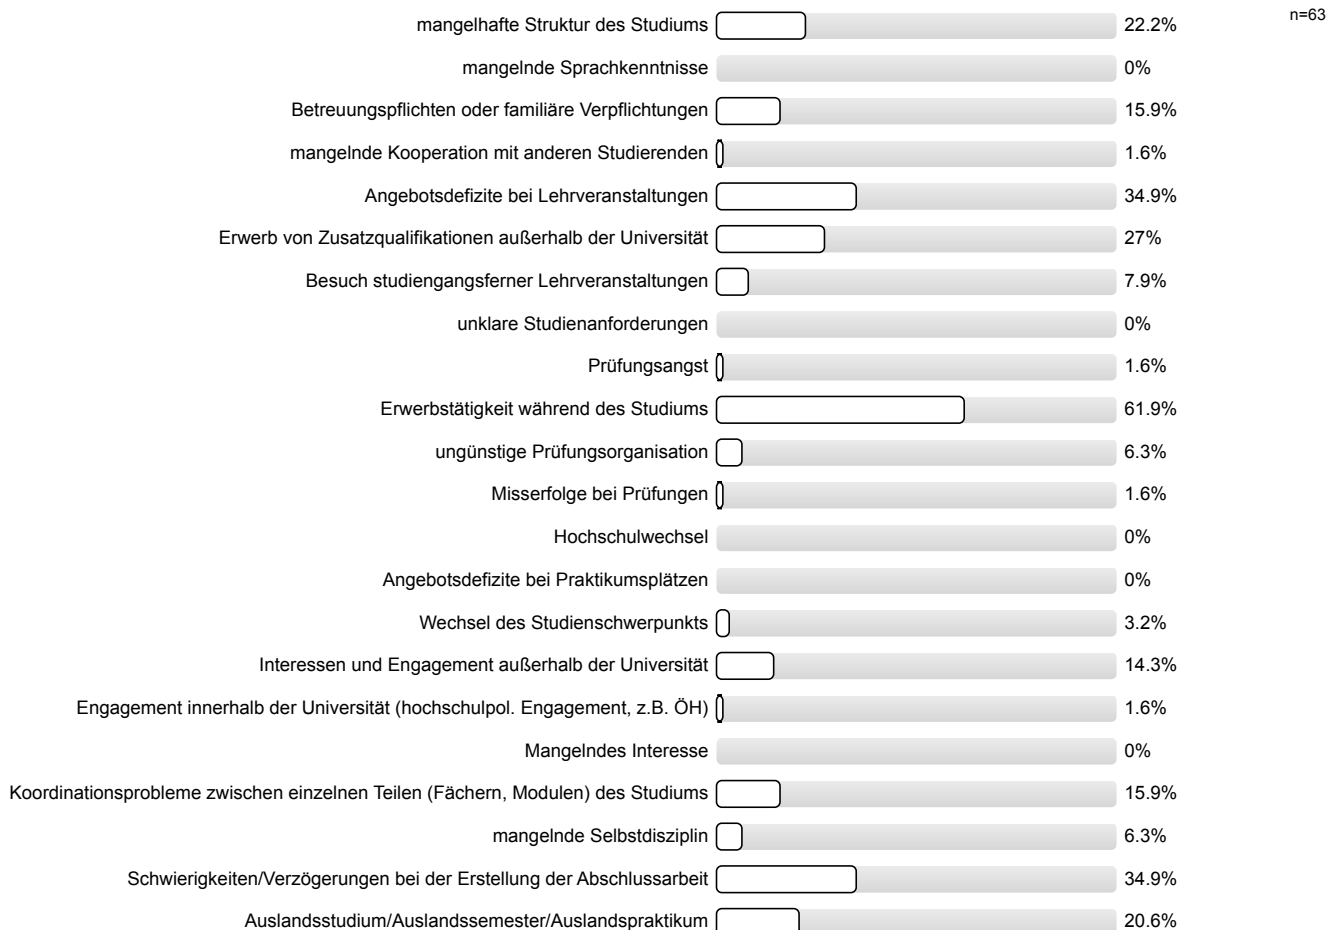 n=63
mangelhafte Struktur des Studiums 22.2%
mangelnde Sprachkenntnisse 0%
Betreuungspflichten oder familiäre Verpflichtungen 15.9%
mangelnde Kooperation mit anderen Studierenden 1.6%
Angebotsdefizite bei Lehrveranstaltungen 34.9%
Erwerb von Zusatzqualifikationen außerhalb der Universität 27%
Besuch studiengangsferner Lehrveranstaltungen 7.9%
unklare Studienanforderungen 0%
Prüfungsangst 1.6%
Erwerbstätigkeit während des Studiums 61.9%
ungünstige Prüfungsorganisation 6.3%
Misserfolge bei Prüfungen 1.6%
Hochschulwechsel 0%
Angebotsdefizite bei Praktikumsplätzen 0%
Wechsel des Studienschwerpunkts 3.2%
Interessen und Engagement außerhalb der Universität 14.3%
Engagement innerhalb der Universität (hochschulpol. Engagement, z.B. ÖH) 1.6%
Mangelndes Interesse 0%
Koordinationsprobleme zwischen einzelnen Teilen (Fächern, Modulen) des Studiums 15.9%
mangelnde Selbstdisziplin 6.3%
Schwierigkeiten/Verzögerungen bei der Erstellung der Abschlussarbeit 34.9%
Auslandsstudium/Auslandssemester/Auslandspraktikum 20.6%